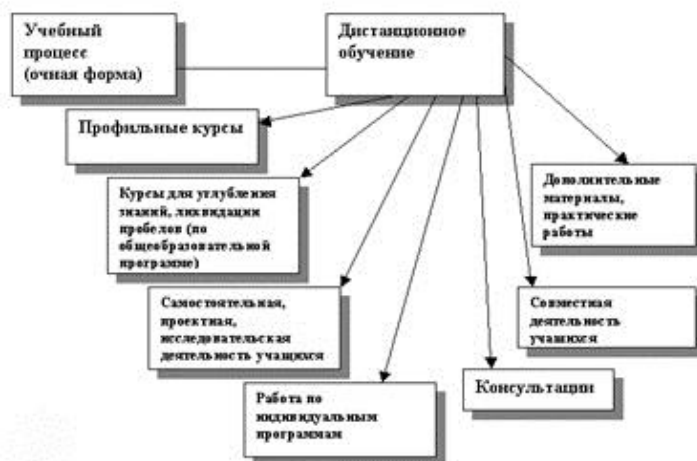 Учебный
процесс
(очная форма)
Дистанционное
обучение
Профильные курсы
Курсы для углубления
знаний, ликвидации
пробелов (по
общеобразовательной
программе)
Дополнительные
материалы,
практические
работы
Самостоятельная,
проектная,
исследовательская
деятельность учащихся
Совместная
деятельность
учашихся
Консультации
Работа по
индивидуальным
программам